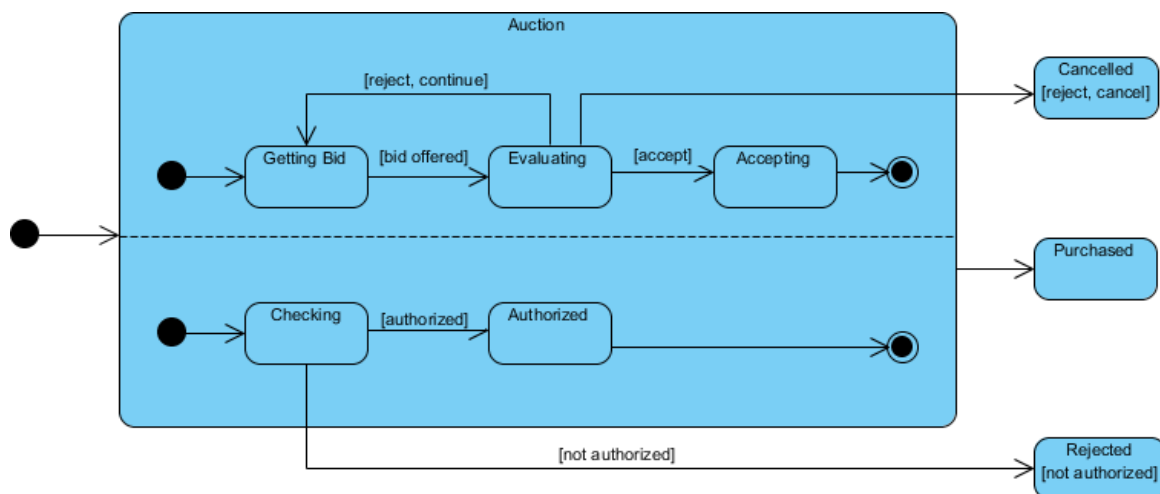 Auction
[reject, continue]
Cancelled
[reject, cancel]
Getting Bid
[bid offered]
Evaluating
[accept]
Accepting
Purchased
Checking
[authorized]
Authorized
[not authorized]
Rejected
[not authorized]